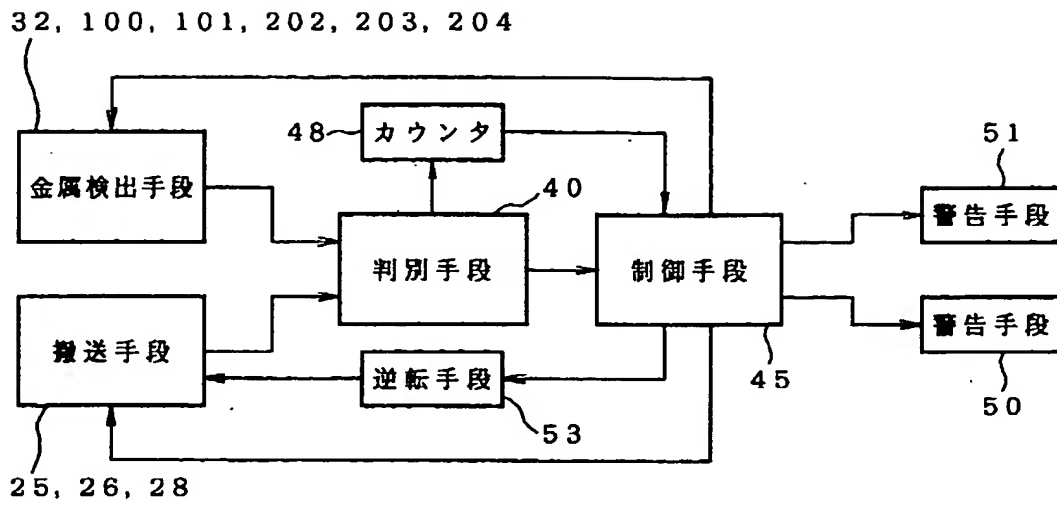 32, 100, 101, 202, 203, 204
48
カウンタ
51
金属検出手段
40
警告手段
判別手段
制御手段
搬送手段
逆転手段
警告手段
45
53
50
25, 26, 28